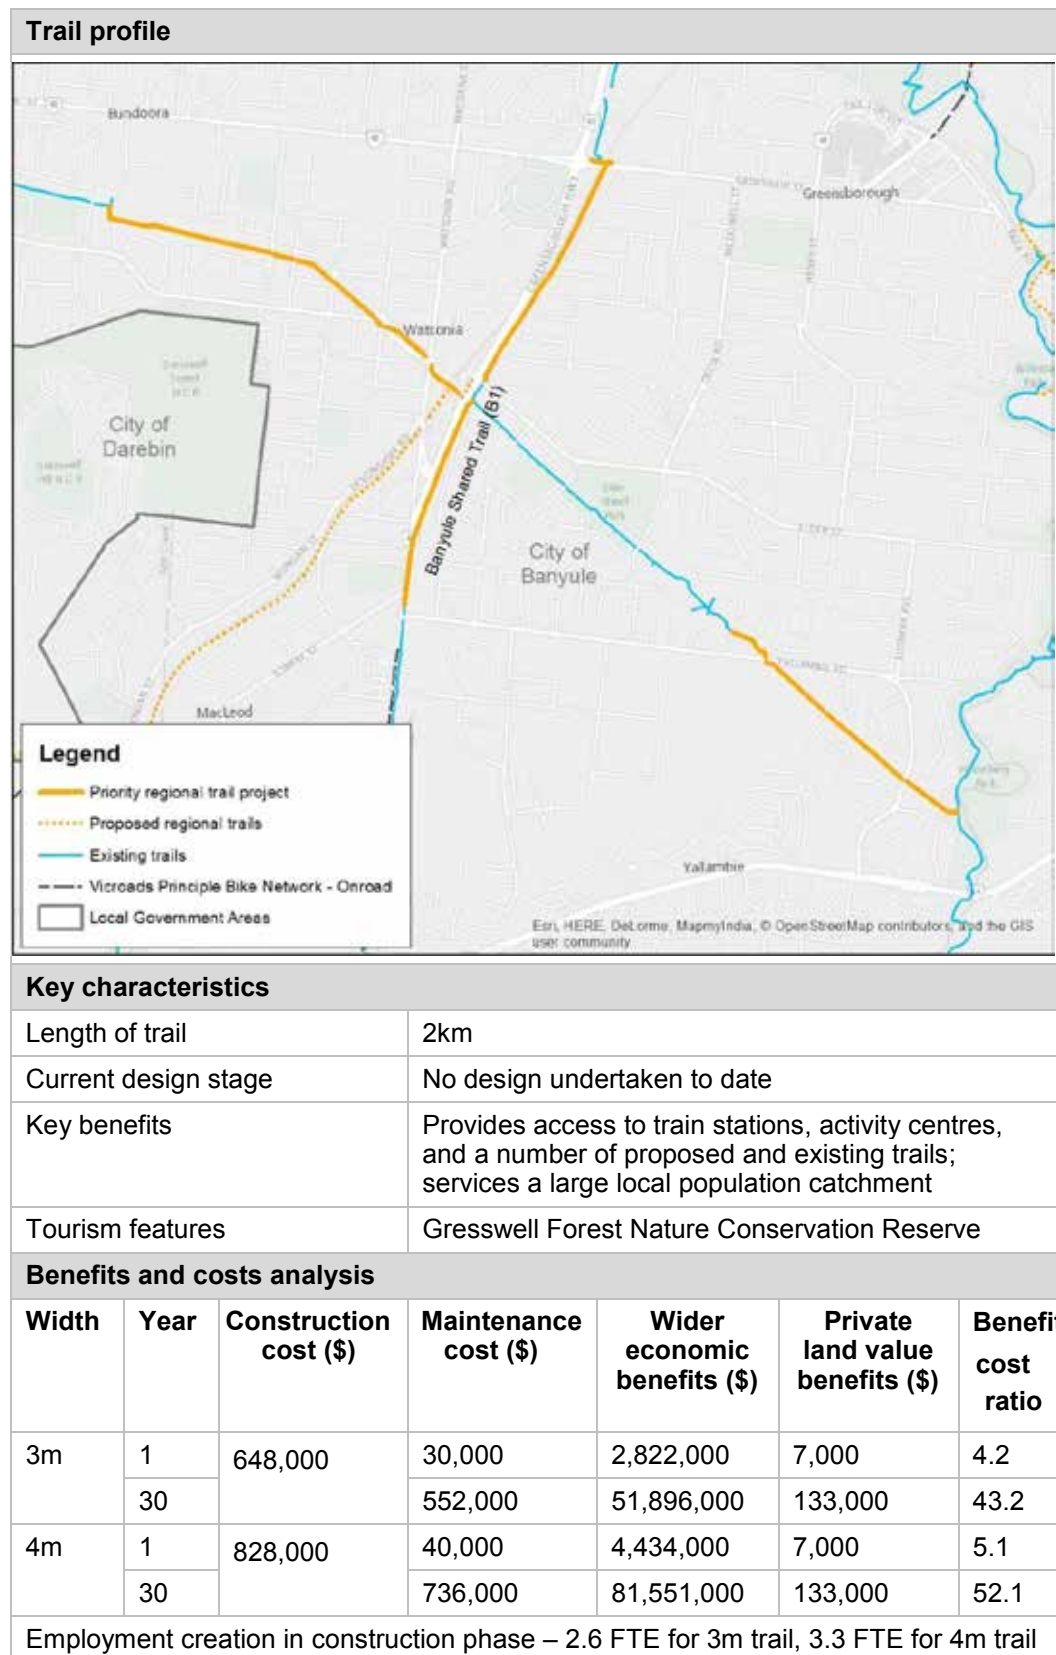 Trail profile
Bundoora
Greensborough
Watsonia
City of
Darebin
Banyule Shared Trail (B1)
City of
Banyule
MacLeod
Yallambie
Legend
Priority regional trail project
Proposed regional trails
Existing trails
Vicroads Principle Bike Network - Onroad
Local Government Areas
Esri, HERE, DeLorme, MapmyIndia, © OpenStreetMap contributors, and the GIS
user community
Key characteristics
Length of trail 2km
Current design stage No design undertaken to date
Key benefits Provides access to train stations, activity centres,
and a number of proposed and existing trails;
services a large local population catchment
Tourism features Gresswell Forest Nature Conservation Reserve
Benefits and costs analysis
Width Year Construction Maintenance Wider Private Benefit
cost ($) cost ($) economic land value cost
benefits ($) benefits ($) ratio
3m 1 648,000 30,000 2,822,000 7,000 4.2
30 552,000 51,896,000 133,000 43.2
4m 1 828,000 40,000 4,434,000 7,000 5.1
30 736,000 81,551,000 133,000 52.1
Employment creation in construction phase – 2.6 FTE for 3m trail, 3.3 FTE for 4m trail